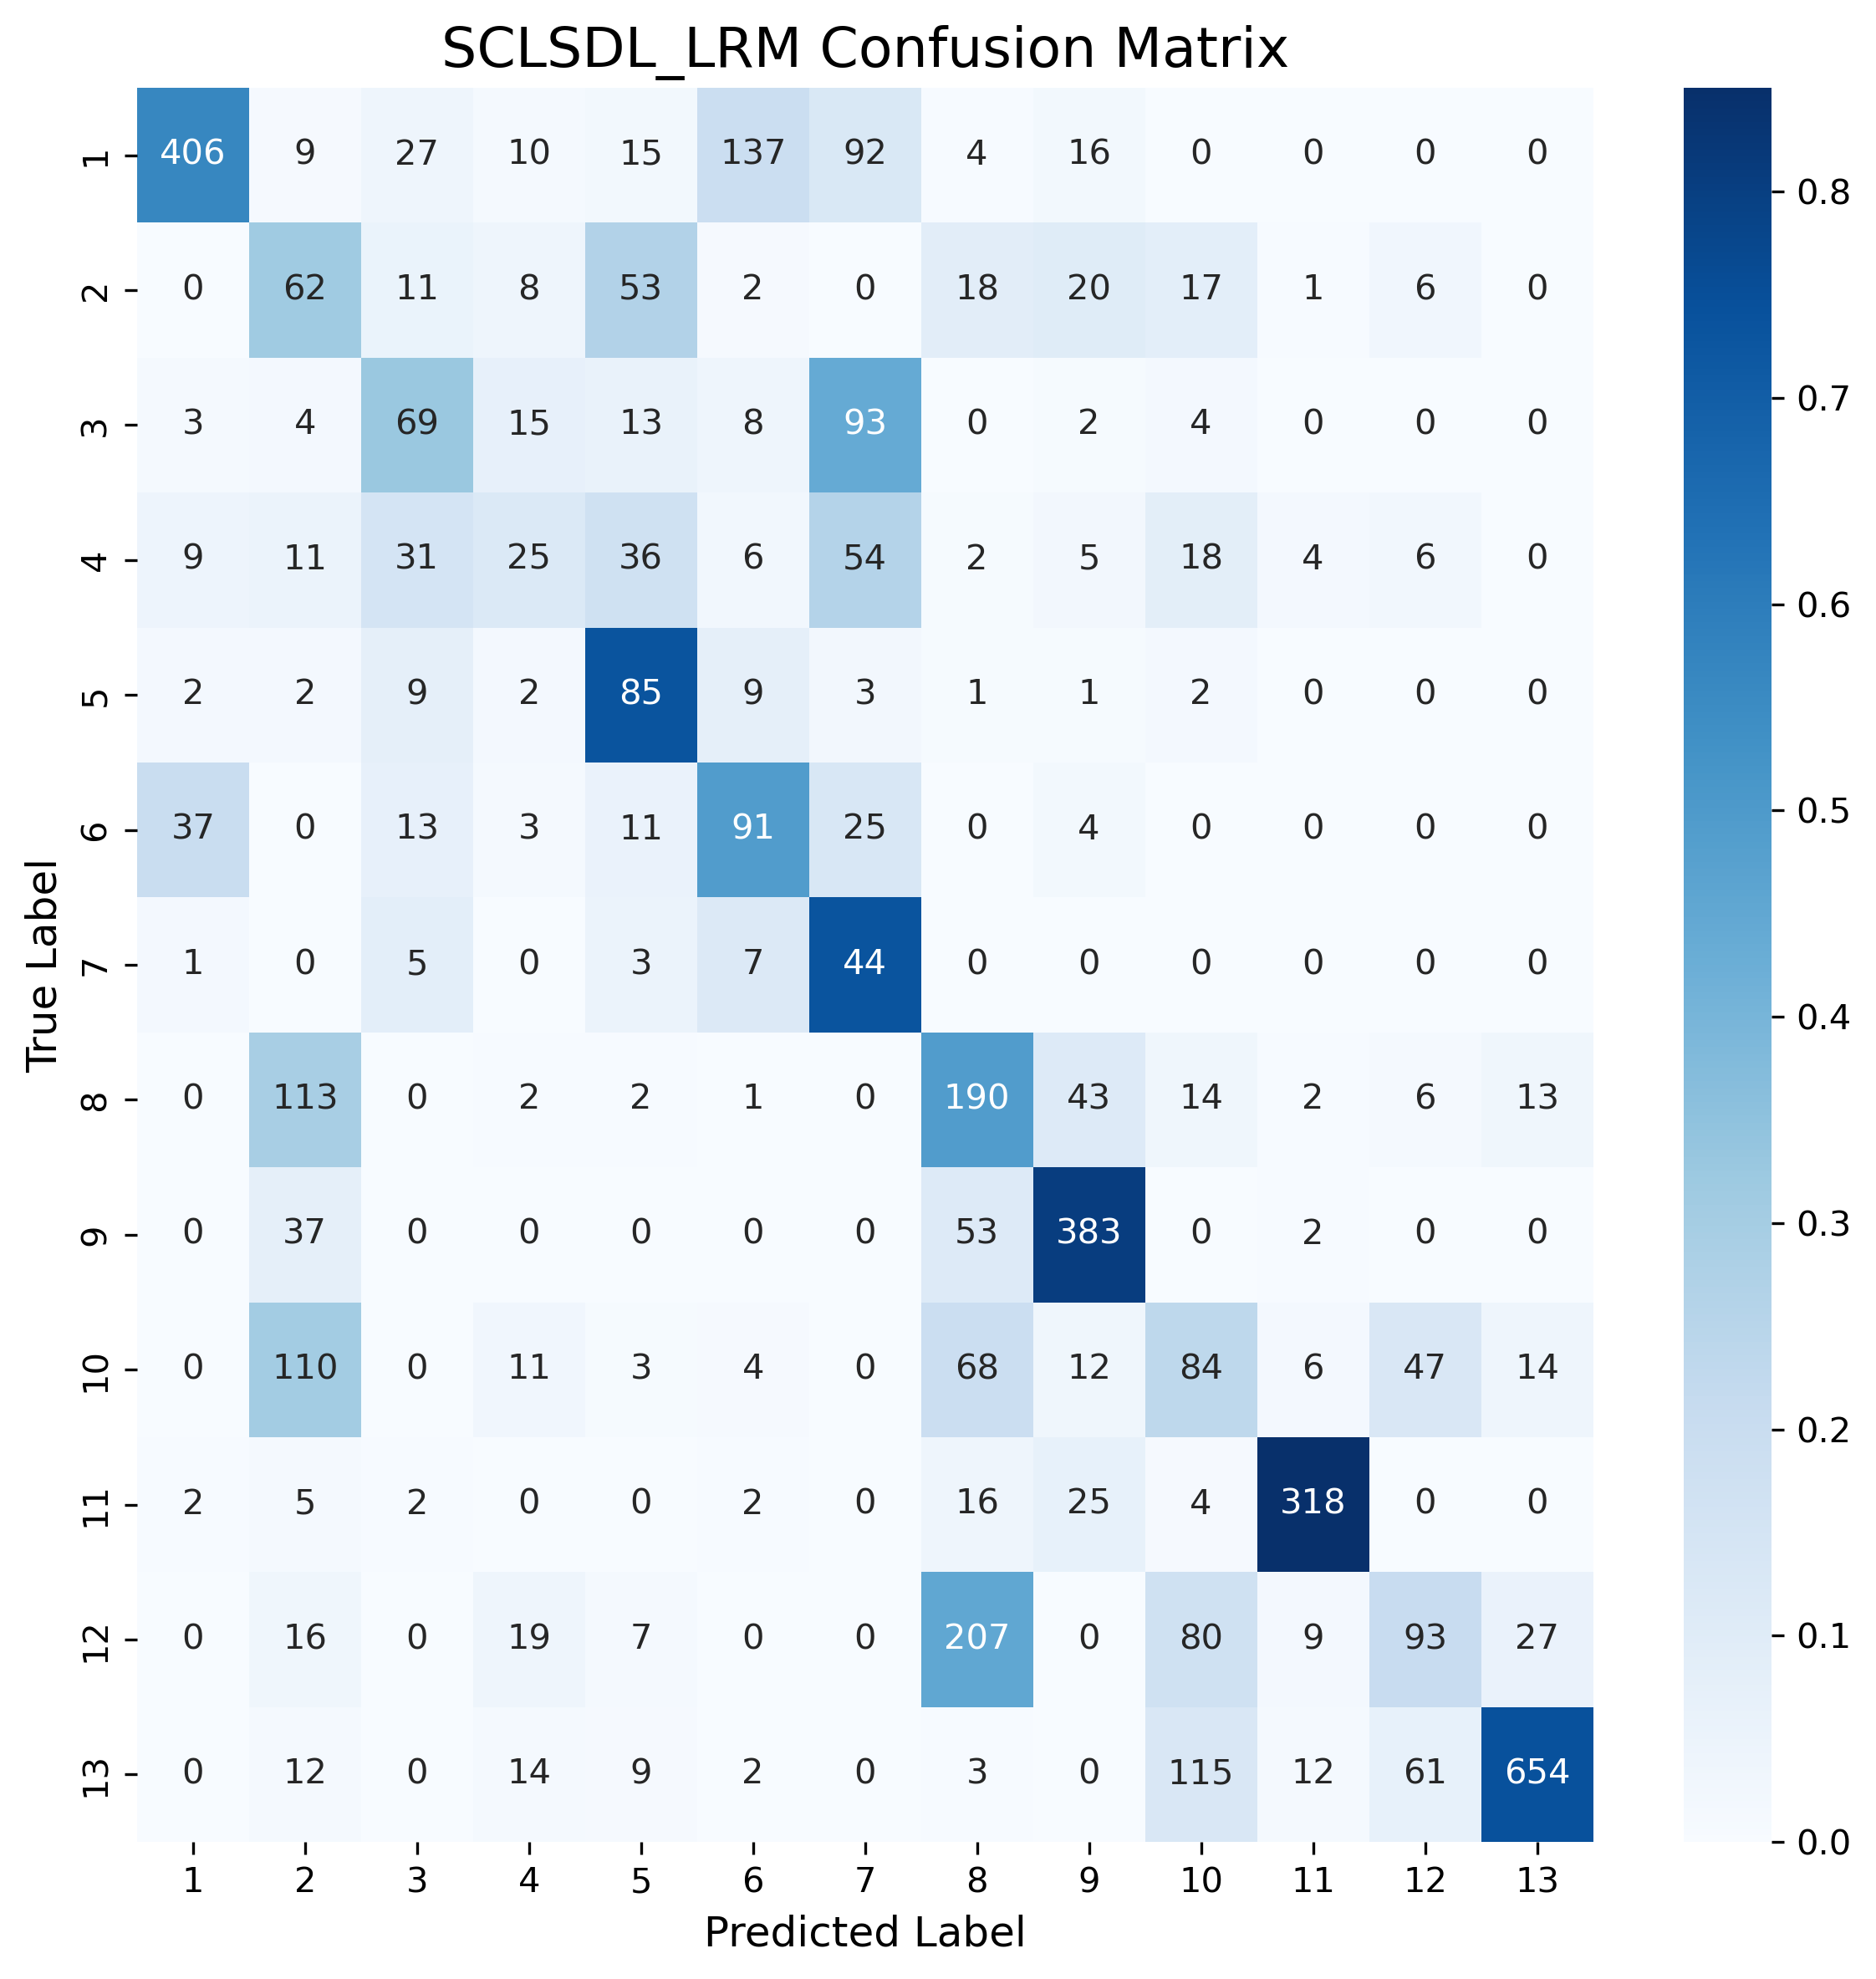 SCLSDL_LRM Confusion Matrix
1 406 9 27 10 15 137 92 4 16 0 0 0 0
2 0 62 11 8 53 2 0 18 20 17 1 6 0
3 3 4 69 15 13 8 93 0 2 4 0 0 0
4 9 11 31 25 36 6 54 2 5 18 4 6 0
5 2 2 9 2 85 9 3 1 1 2 0 0 0
6 37 0 13 3 11 91 25 0 4 0 0 0 0
7 1 0 5 0 3 7 44 0 0 0 0 0 0
8 0 113 0 2 2 1 0 190 43 14 2 6 13
9 0 37 0 0 0 0 0 53 383 0 2 0 0
10 0 110 0 11 3 4 0 68 12 84 6 47 14
11 2 5 2 0 0 2 0 16 25 4 318 0 0
12 0 16 0 19 7 0 0 207 0 80 9 93 27
13 0 12 0 14 9 2 0 3 0 115 12 61 654
1 2 3 4 5 6 7 8 9 10 11 12 13
Predicted Label
True Label
0.8
0.7
0.6
0.5
0.4
0.3
0.2
0.1
0.0